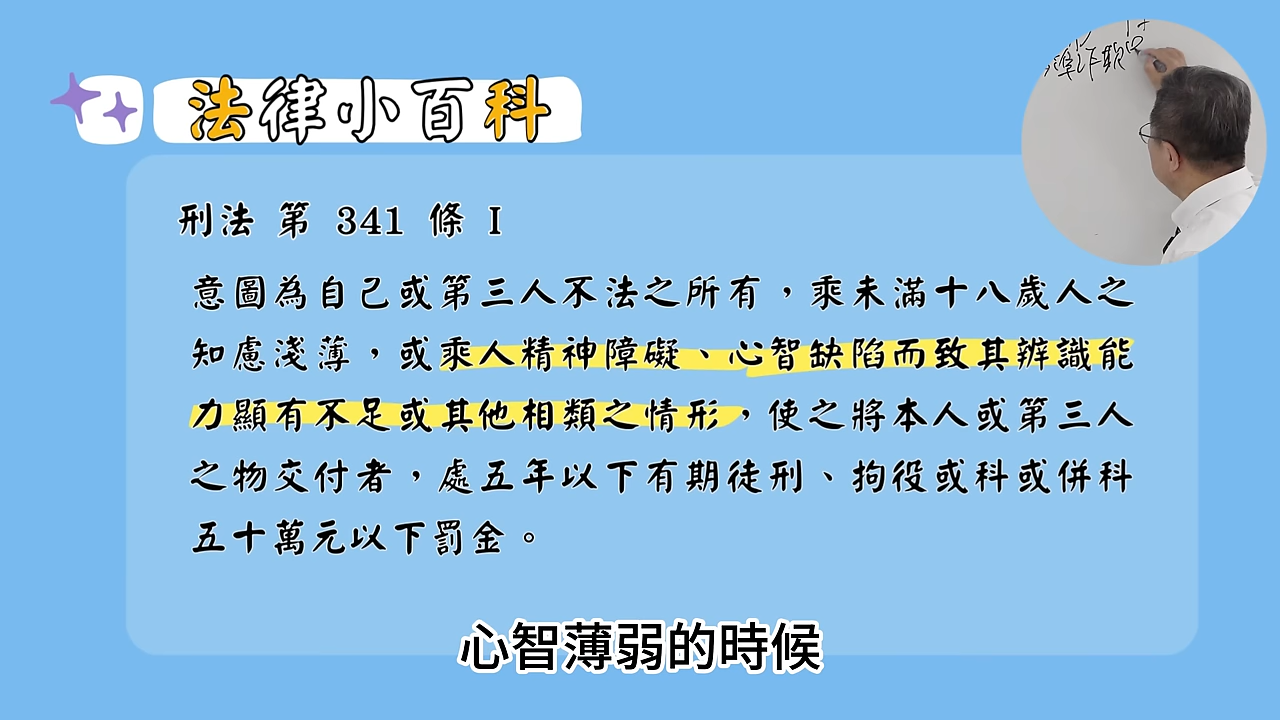 法律小百科
準詐欺
刑法 第 341 條 I
意圖為自己或第三人不法之所有，乘未滿十八歲人之
知慮淺薄，或乘人精神障礙、心智缺陷而致其辨識能
力顯有不足或其他相類之情形，使之將本人或第三人
之物交付者，處五年以下有期徒刑、拘役或科或併科
五十萬元以下罰金。
心智薄弱的時候